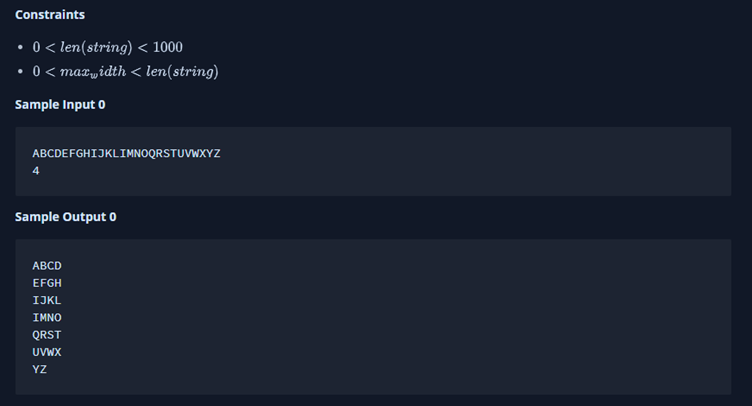 Constraints
• 0 < len(string) < 1000
• 0 < max_width < len(string)
Sample Input 0
ABCDEFGHIJKLIMNOQRSTUVWXYZ
4
Sample Output 0
ABCD
EFGH
IJKL
IMNO
QRST
UVWX
YZ